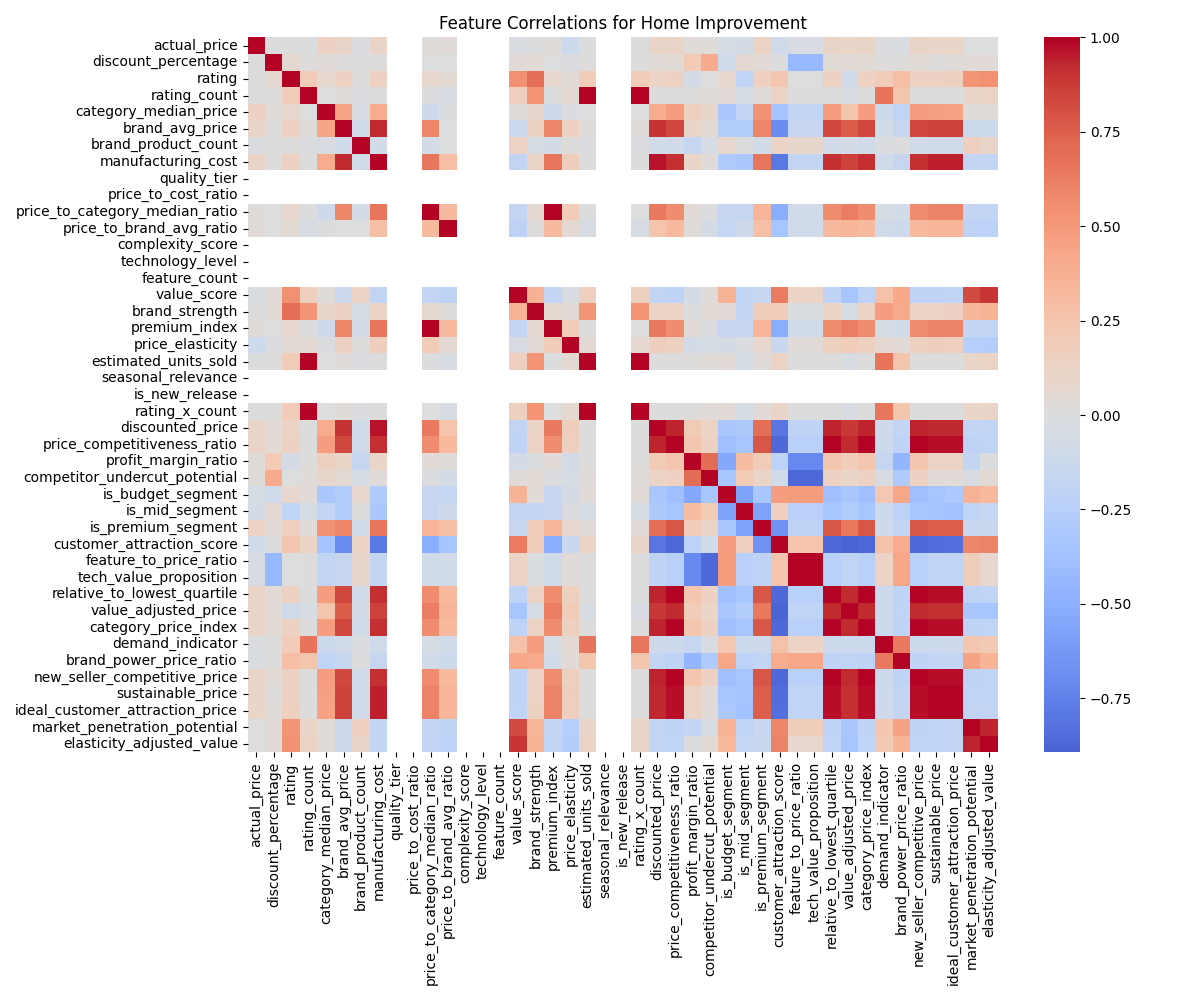 Feature Correlations for Home Improvement
actual_price
discount_percentage
rating
rating_count
category_median_price
brand_avg_price
brand_product_count
manufacturing_cost
quality_tier
price_to_cost_ratio
price_to_category_median_ratio
price_to_brand_avg_ratio
complexity_score
technology_level
feature_count
value_score
brand_strength
premium_index
price_elasticity
estimated_units_sold
seasonal_relevance
is_new_release
rating_x_count
discounted_price
price_competitiveness_ratio
profit_margin_ratio
competitor_undercut_potential
is_budget_segment
is_mid_segment
is_premium_segment
customer_attraction_score
feature_to_price_ratio
tech_value_proposition
relative_to_lowest_quartile
value_adjusted_price
category_price_index
demand_indicator
brand_power_price_ratio
new_seller_competitive_price
sustainable_price
ideal_customer_attraction_price
market_penetration_potential
elasticity_adjusted_value
actual_price
discount_percentage
rating
rating_count
category_median_price
brand_avg_price
brand_product_count
manufacturing_cost
quality_tier
price_to_cost_ratio
price_to_category_median_ratio
price_to_brand_avg_ratio
complexity_score
technology_level
feature_count
value_score
brand_strength
premium_index
price_elasticity
estimated_units_sold
seasonal_relevance
is_new_release
rating_x_count
discounted_price
price_competitiveness_ratio
profit_margin_ratio
competitor_undercut_potential
is_budget_segment
is_mid_segment
is_premium_segment
customer_attraction_score
feature_to_price_ratio
tech_value_proposition
relative_to_lowest_quartile
value_adjusted_price
category_price_index
demand_indicator
brand_power_price_ratio
new_seller_competitive_price
sustainable_price
ideal_customer_attraction_price
market_penetration_potential
elasticity_adjusted_value
1.00
0.75
0.50
0.25
0.00
−0.25
−0.50
−0.75